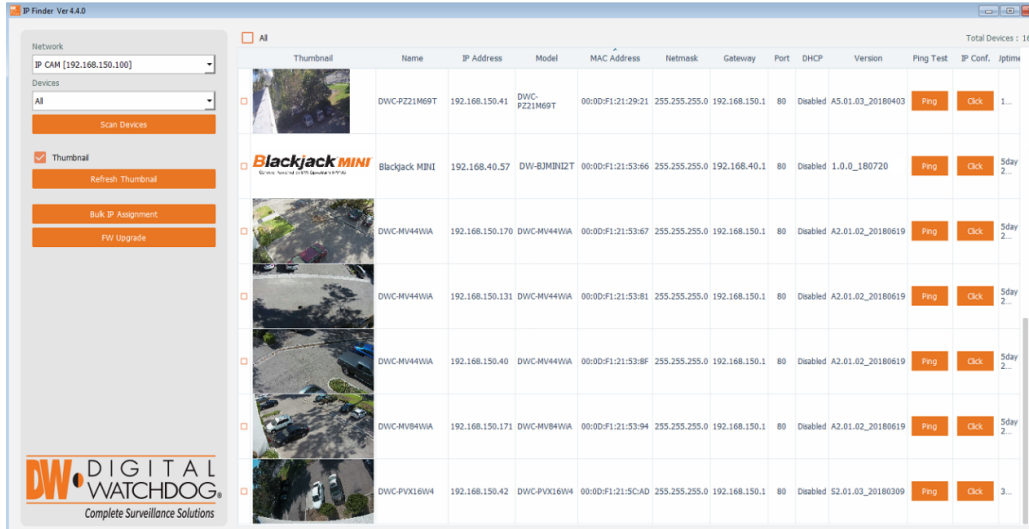 IP Finder Ver 4.4.0
Network
IP CAM [192.168.150.100]
Devices
All
Scan Devices
Thumbnail
Refresh Thumbnail
Bulk IP Assignment
FW Upgrade
DW DIGITAL
WATCHDOG®
Complete Surveillance Solutions
All Total Devices : 16
Thumbnail Name IP Address Model MAC Address Netmask Gateway Port DHCP Version Ping Test IP Conf. Jptime
DWC-PZ21M69T 192.168.150.41 DWC-PZ21M69T 00:0D:F1:21:29:21 255.255.255.0 192.168.150.1 80 Disabled A5.01.03_20180403 Ping Click 1...
Blackjack MINI Blackjack MINI 192.168.40.57 DW-BJMINI2T 00:0D:F1:21:53:66 255.255.255.0 192.168.40.1 80 Disabled 1.0.0_180720 Ping Click 5day 2...
DWC-MV44WiA 192.168.150.170 DWC-MV44WiA 00:0D:F1:21:53:67 255.255.255.0 192.168.150.1 80 Disabled A2.01.02_20180619 Ping Click 5day 2...
DWC-MV44WiA 192.168.150.131 DWC-MV44WiA 00:0D:F1:21:53:81 255.255.255.0 192.168.150.1 80 Disabled A2.01.02_20180619 Ping Click 5day 2...
DWC-MV44WiA 192.168.150.40 DWC-MV44WiA 00:0D:F1:21:53:8F 255.255.255.0 192.168.150.1 80 Disabled A2.01.02_20180619 Ping Click 5day 2...
DWC-MV84WiA 192.168.150.171 DWC-MV84WiA 00:0D:F1:21:53:94 255.255.255.0 192.168.150.1 80 Disabled A2.01.02_20180619 Ping Click 5day 2...
DWC-PVX16W4 192.168.150.42 DWC-PVX16W4 00:0D:F1:21:5C:AD 255.255.255.0 192.168.150.1 80 Disabled S2.01.03_20180309 Ping Click 3...